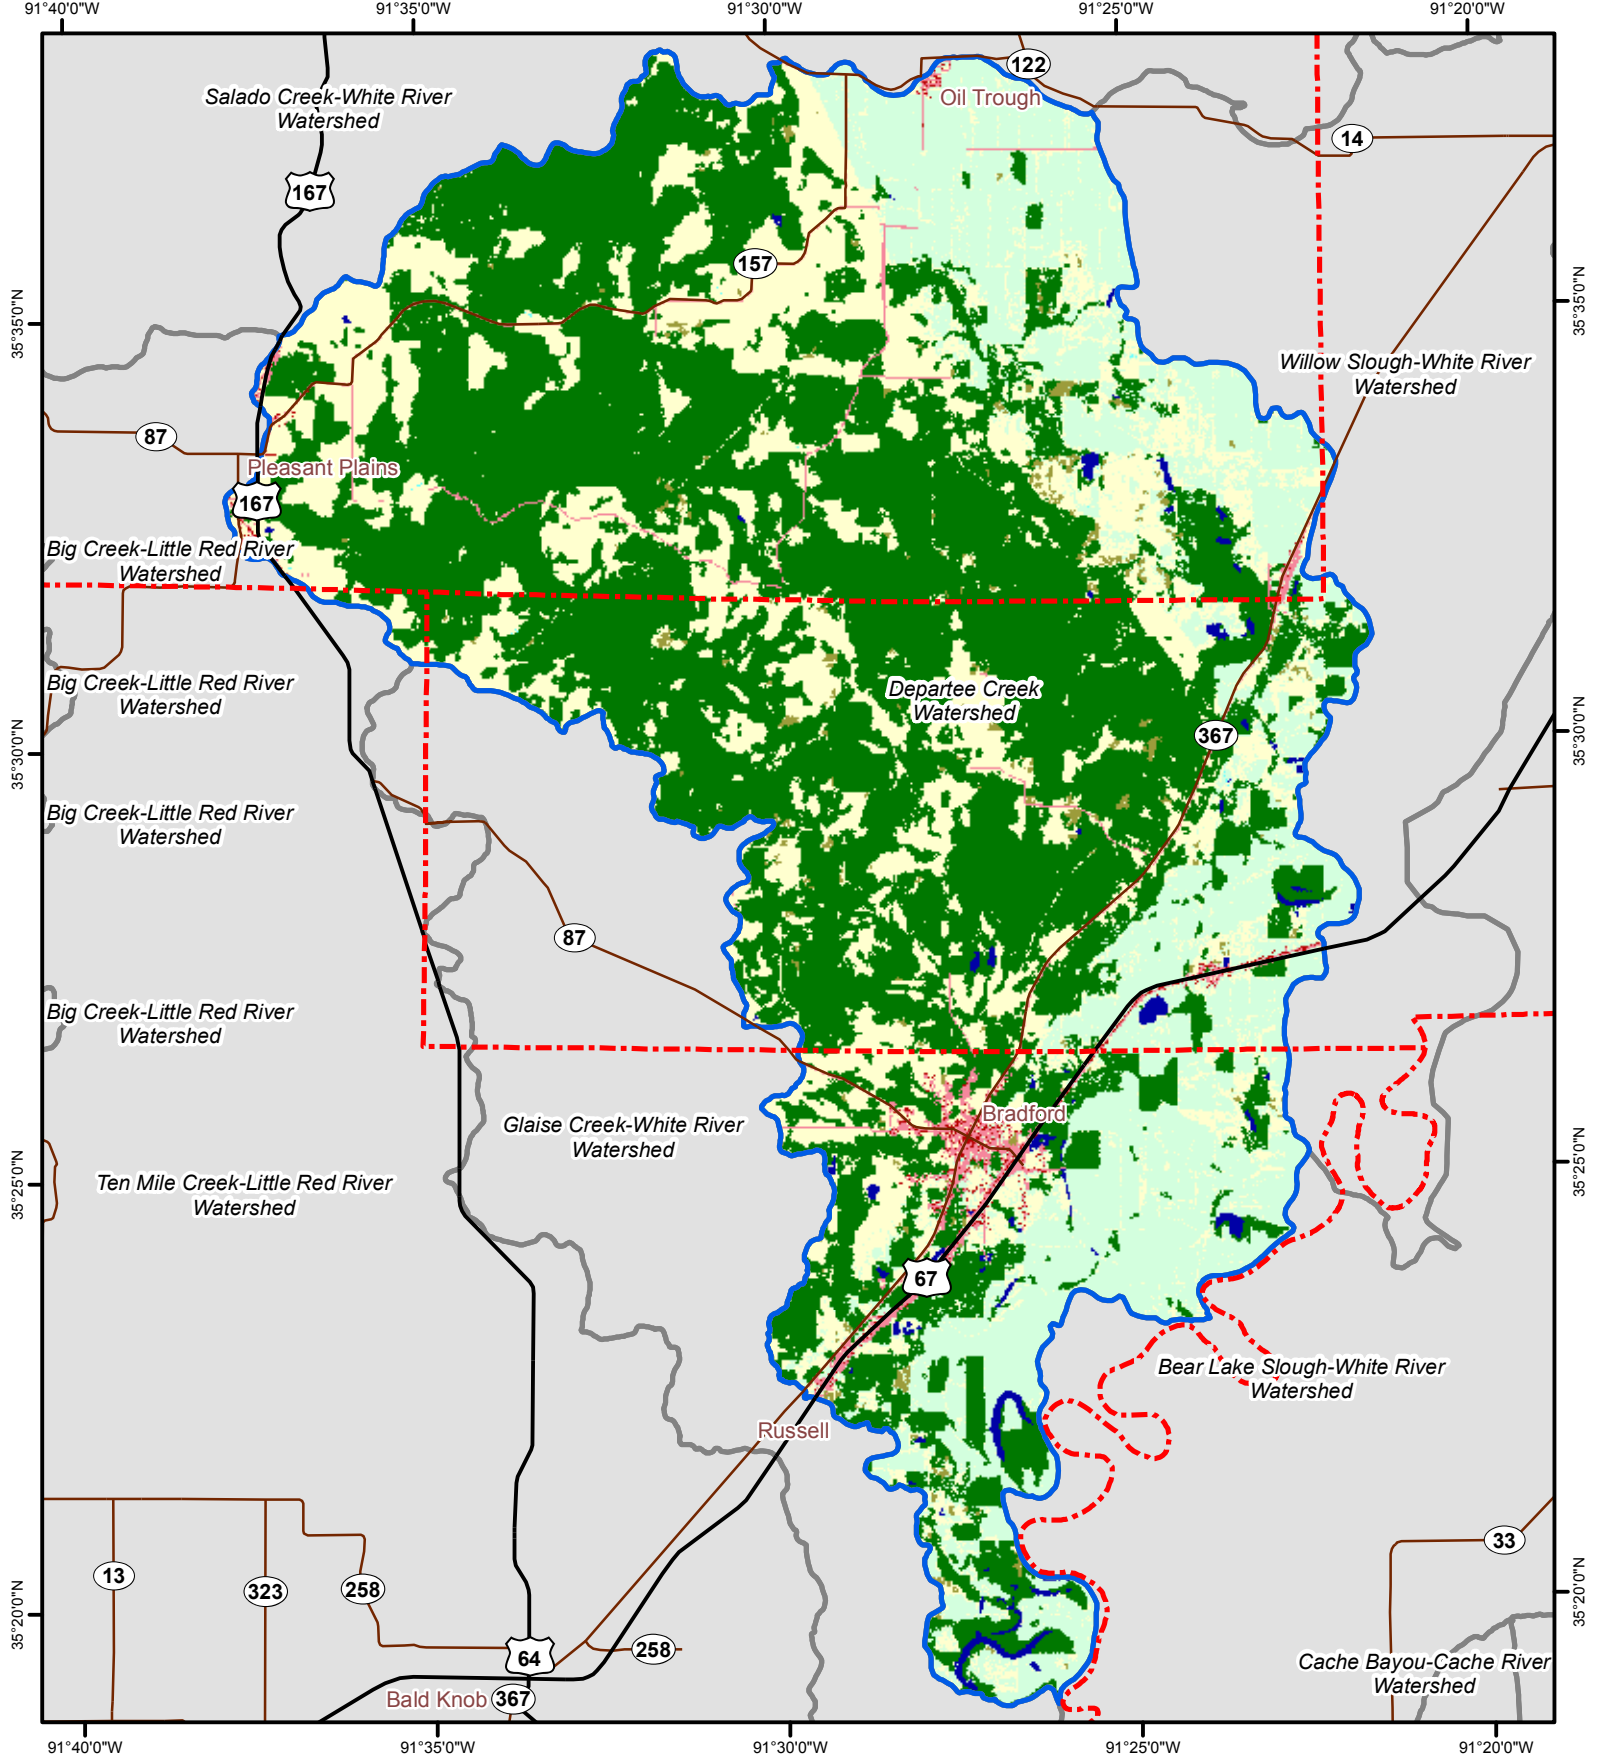 91°40'0"W
91°35'0"W
91°30'0"W
91°25'0"W
91°20'0"W
122
Salado Creek-White River
Watershed
Oil Trough
14
167
157
35°35'0"N
35°35'0"N
Willow Slough-White River
Watershed
87
Pleasant Plains
167
Big Creek-Little Red River
Watershed
Big Creek-Little Red River
Watershed
Departee Creek
Watershed
367
35°30'0"N
35°30'0"N
Big Creek-Little Red River
Watershed
87
Big Creek-Little Red River
Watershed
Bradford
Glaise Creek-White River
Watershed
35°25'0"N
35°25'0"N
Ten Mile Creek-Little Red River
Watershed
67
Bear Lake Slough-White River
Watershed
Russell
33
13
323
258
35°20'0"N
35°20'0"N
64
258
Cache Bayou-Cache River
Watershed
Bald Knob
367
91°40'0"W
91°35'0"W
91°30'0"W
91°25'0"W
91°20'0"W